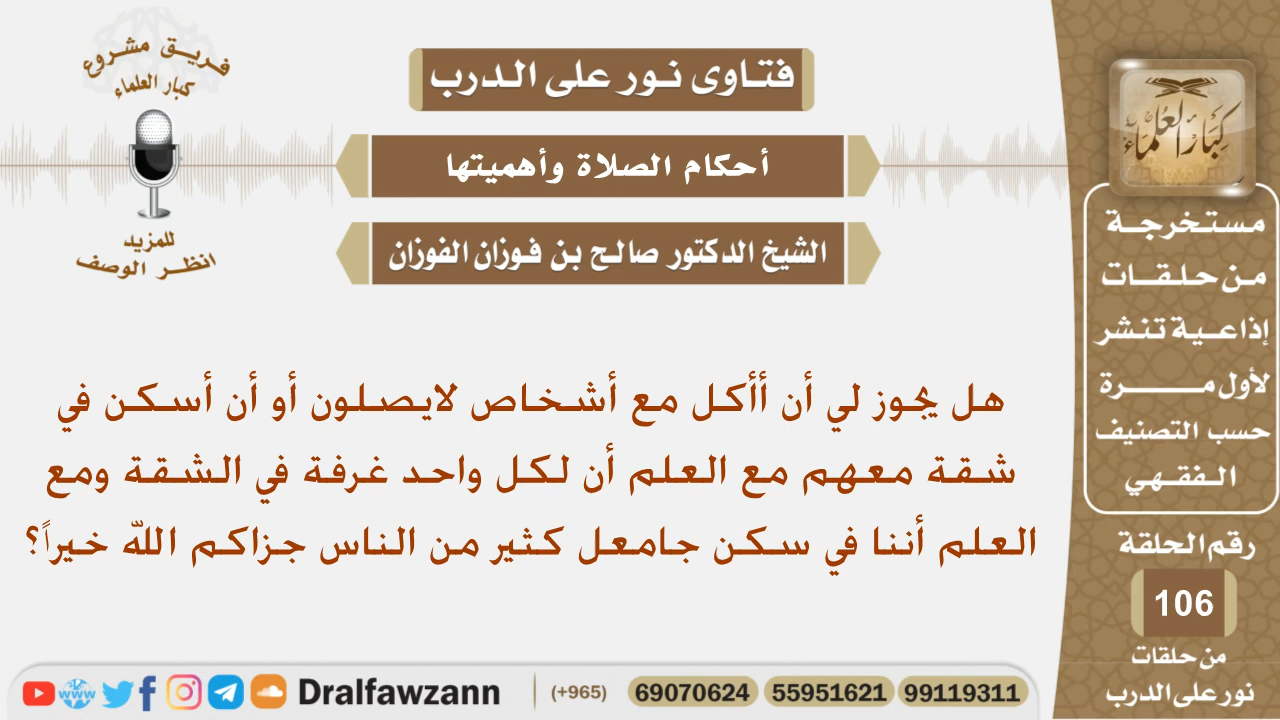 فتاوى نور على الدرب
أحكام الصلاة وأهميتها
الشيخ الدكتور صالح بن فوزان الفوزان
هل يجوز لي أن أأكل مع أشخاص لايصلون أو أن أسكن في
شقة معهم مع العلم أن لكل واحد غرفة في الشقة ومع
العلم أننا في سكن جامعل كثير من الناس جزاكم الله خيراً؟
كِبَارُ العُلَمَاء
مستخرجة
من حلقات
إذاعية تنشر
لأول مرة
حسب التصنيف
الفقهي
رقم الحلقة
106
من حلقات
نور على الدرب
فريق مشروع
كبار العلماء
للمزيد
انظر الوصف
www
Dralfawzann
(+965)
69070624
55951621
99119311